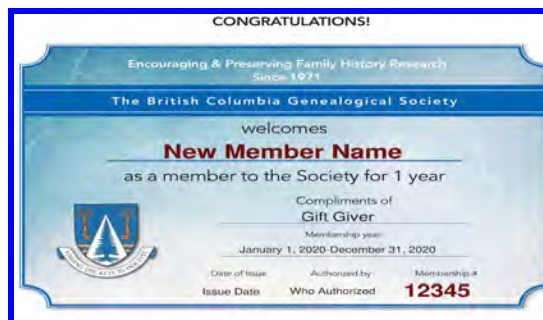 CONGRATULATIONS!
Encouraging & Preserving Family History Research
Since 1971
The British Columbia Genealogical Society
welcomes
New Member Name
as a member to the Society for 1 year
Compliments of
Gift Giver
Membership year
January 1, 2020-December 31, 2020
Date of Issue Authorized by Membership #
Issue Date Who Authorized 12345